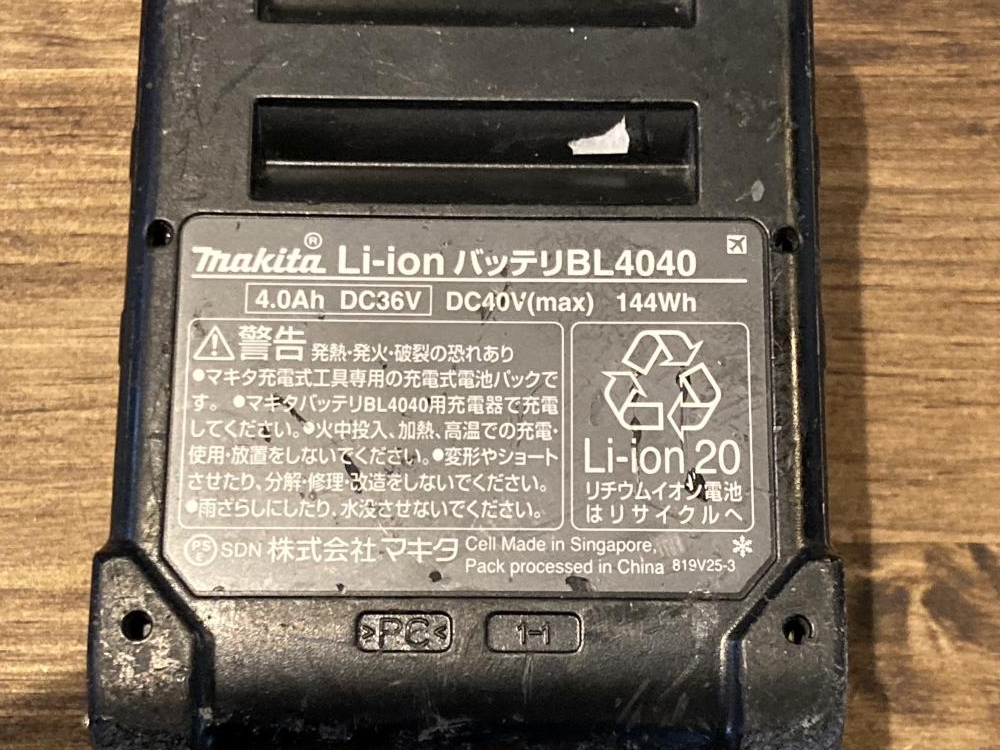 makita® Li-ion バッテリBL4040
4.0Ah DC36V DC40V(max) 144Wh
警告 発熱・発火・破裂の恐れあり
●マキタ充電式工具専用の充電式電池パックで
す。●マキタバッテリBL4040用充電器で充電
してください。●火中投入、加熱、高温での充電・
使用・放置をしないでください。●変形やショート
させたり、分解・修理・改造をしないでください。
●雨ざらしにしたり、水没させないでください。
Li-ion 20
リチウムイオン電池
はリサイクルへ
PS E SDN 株式会社 マキタ
Cell Made in Singapore,
Pack processed in China 819V25-3
>PC< 1-1